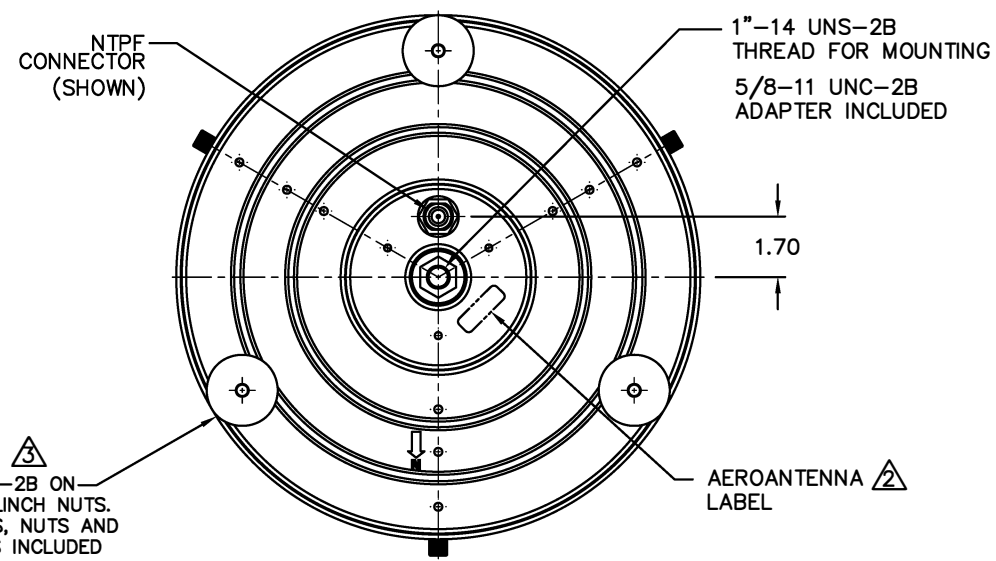 NTPF
CONNECTOR
(SHOWN)
1"-14 UNS-2B
THREAD FOR MOUNTING
5/8-11 UNC-2B
ADAPTER INCLUDED
1.70
3
-2B ON
LINCH NUTS.
S, NUTS AND
S INCLUDED
N
AEROANTENNA 2
LABEL